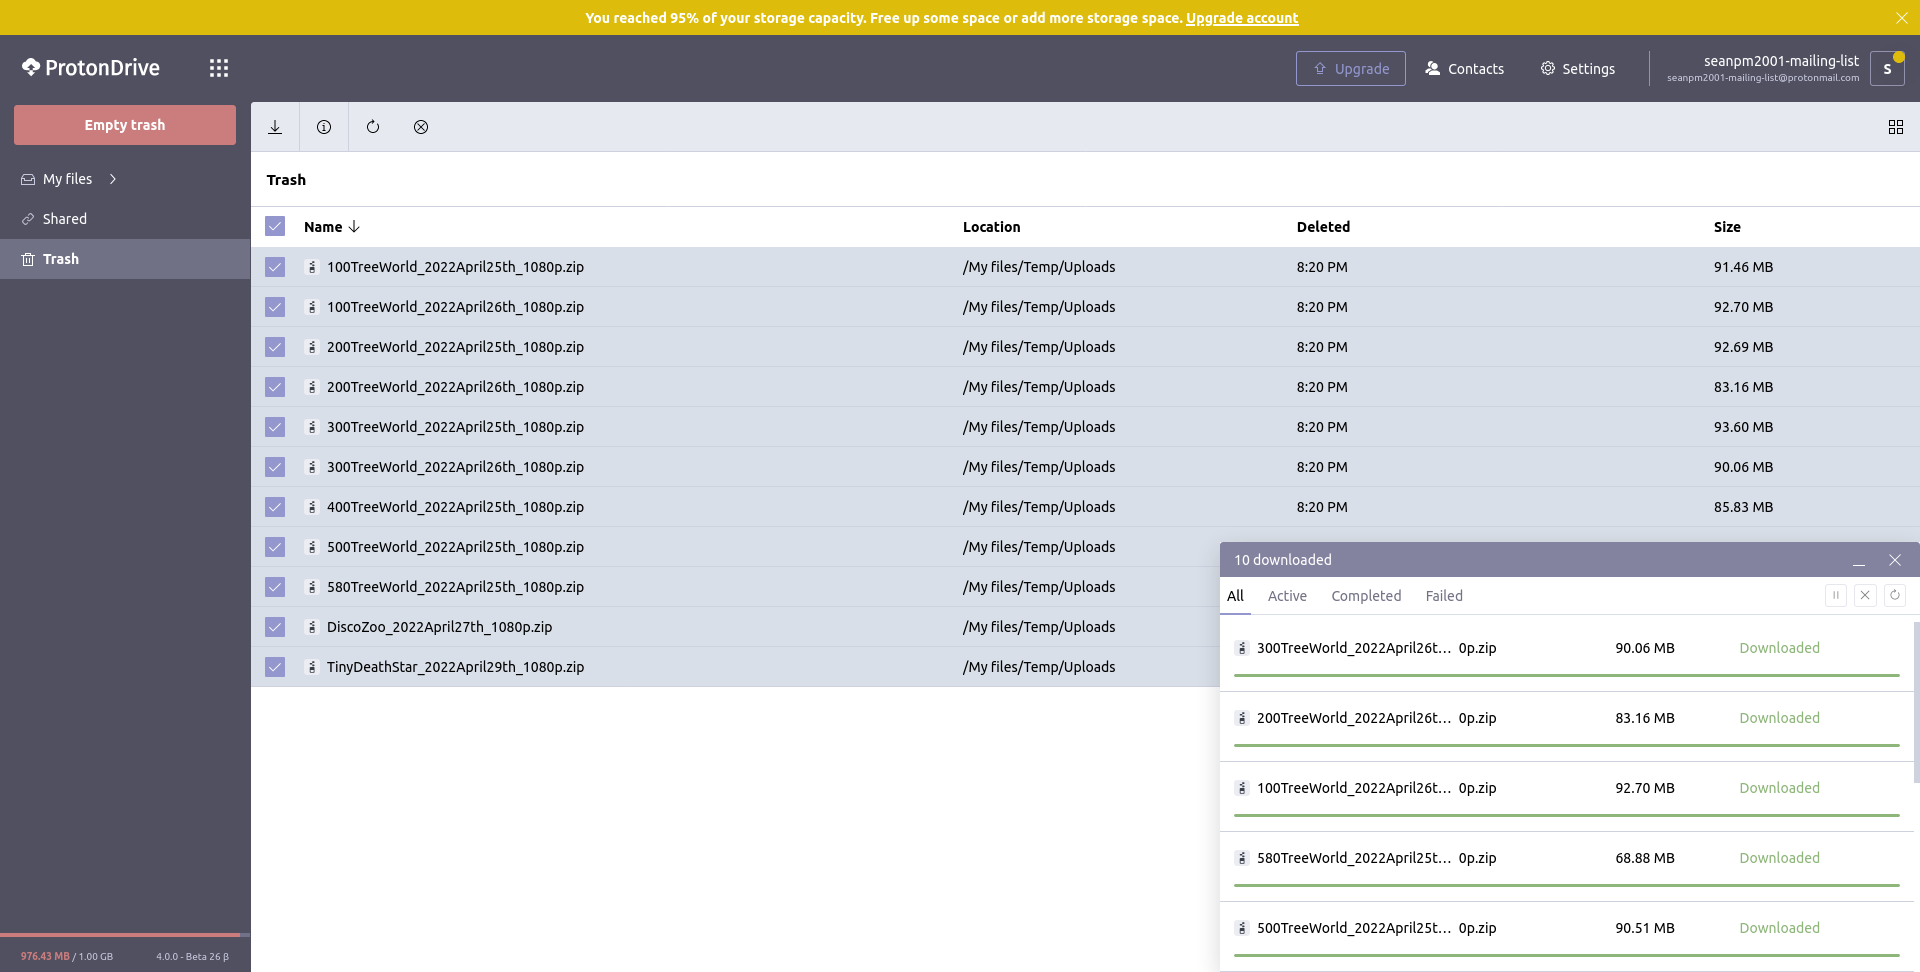 You reached 95% of your storage capacity. Free up some space or add more storage space. Upgrade account
ProtonDrive
Upgrade
Contacts
Settings
seanpm2001-mailing-list
seanpm2001-mailing-list@protonmail.com
S
Empty trash
My files
Shared
Trash
Trash
Name Location Deleted Size
100TreeWorld_2022April25th_1080p.zip /My files/Temp/Uploads 8:20 PM 91.46 MB
100TreeWorld_2022April26th_1080p.zip /My files/Temp/Uploads 8:20 PM 92.70 MB
200TreeWorld_2022April25th_1080p.zip /My files/Temp/Uploads 8:20 PM 92.69 MB
200TreeWorld_2022April26th_1080p.zip /My files/Temp/Uploads 8:20 PM 83.16 MB
300TreeWorld_2022April25th_1080p.zip /My files/Temp/Uploads 8:20 PM 93.60 MB
300TreeWorld_2022April26th_1080p.zip /My files/Temp/Uploads 8:20 PM 90.06 MB
400TreeWorld_2022April25th_1080p.zip /My files/Temp/Uploads 8:20 PM 85.83 MB
500TreeWorld_2022April25th_1080p.zip /My files/Temp/Uploads
580TreeWorld_2022April25th_1080p.zip /My files/Temp/Uploads
DiscoZoo_2022April27th_1080p.zip /My files/Temp/Uploads
TinyDeathStar_2022April29th_1080p.zip /My files/Temp/Uploads
10 downloaded
All Active Completed Failed
300TreeWorld_2022April26t... 0p.zip 90.06 MB Downloaded
200TreeWorld_2022April26t... 0p.zip 83.16 MB Downloaded
100TreeWorld_2022April26t... 0p.zip 92.70 MB Downloaded
580TreeWorld_2022April25t... 0p.zip 68.88 MB Downloaded
500TreeWorld_2022April25t... 0p.zip 90.51 MB Downloaded
976.43 MB / 1.00 GB 4.0.0 - Beta 26 β